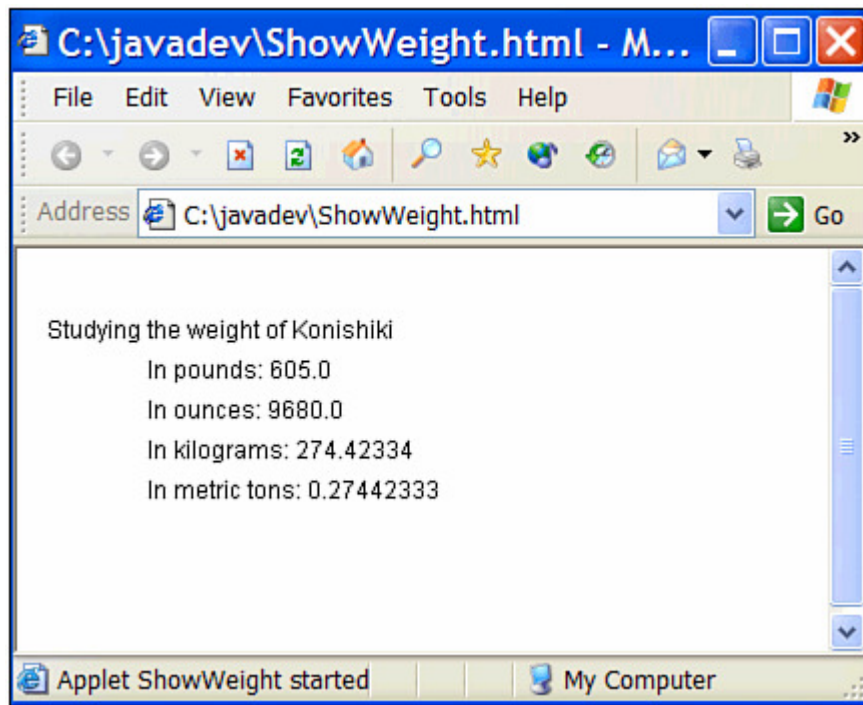 C:\javadev\ShowWeight.html - M...
File Edit View Favorites Tools Help
»
Address C:\javadev\ShowWeight.html Go
Studying the weight of Konishiki
In pounds: 605.0
In ounces: 9680.0
In kilograms: 274.42334
In metric tons: 0.27442333
Applet ShowWeight started My Computer